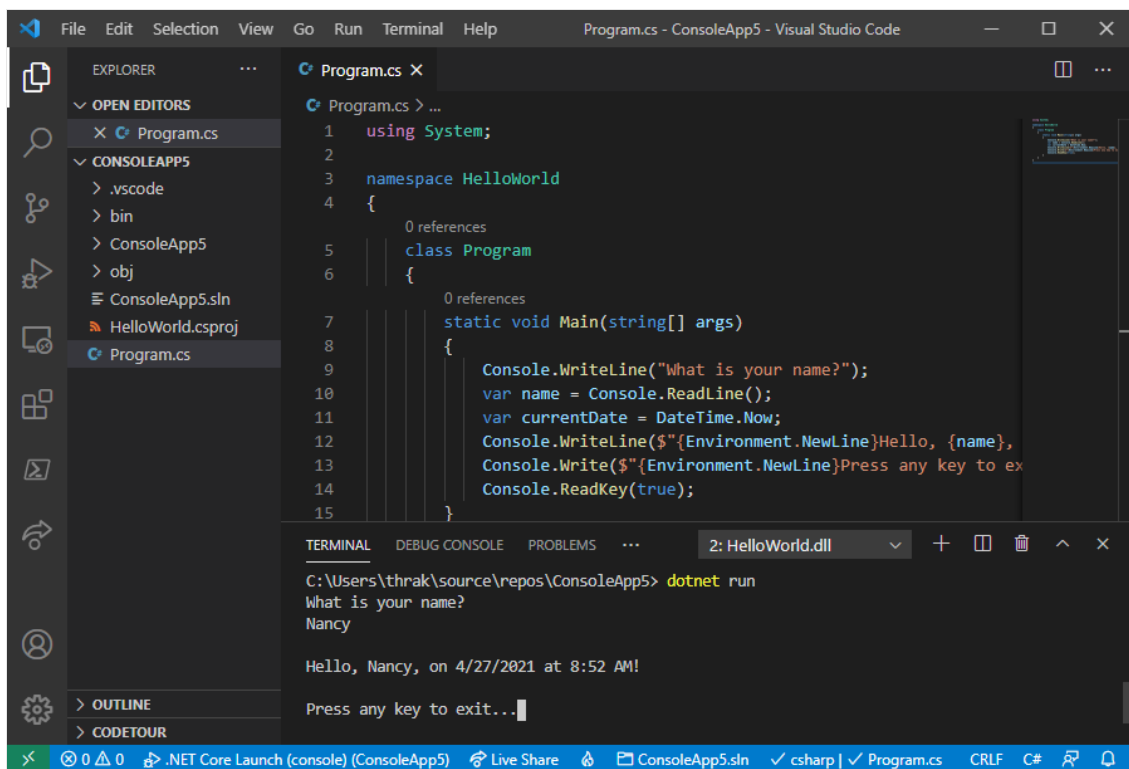 File Edit Selection View Go Run Terminal Help Program.cs - ConsoleApp5 - Visual Studio Code
EXPLORER
OPEN EDITORS
Program.cs
CONSOLEAPP5
.vscode
bin
ConsoleApp5
obj
ConsoleApp5.sln
HelloWorld.csproj
Program.cs
OUTLINE
CODETOUR
Program.cs
Program.cs > ...
1 using System;
2
3 namespace HelloWorld
4 {
0 references
5 class Program
6 {
0 references
7 static void Main(string[] args)
8 {
9 Console.WriteLine("What is your name?");
10 var name = Console.ReadLine();
11 var currentDate = DateTime.Now;
12 Console.WriteLine($"{Environment.NewLine}Hello, {name},
13 Console.Write($"{Environment.NewLine}Press any key to ex
14 Console.ReadKey(true);
15 }
TERMINAL DEBUG CONSOLE PROBLEMS ... 2: HelloWorld.dll
C:\Users\thrak\source\repos\ConsoleApp5> dotnet run
What is your name?
Nancy
Hello, Nancy, on 4/27/2021 at 8:52 AM!
Press any key to exit...
0 0 .NET Core Launch (console) (ConsoleApp5) Live Share ConsoleApp5.sln csharp | Program.cs CRLF C#